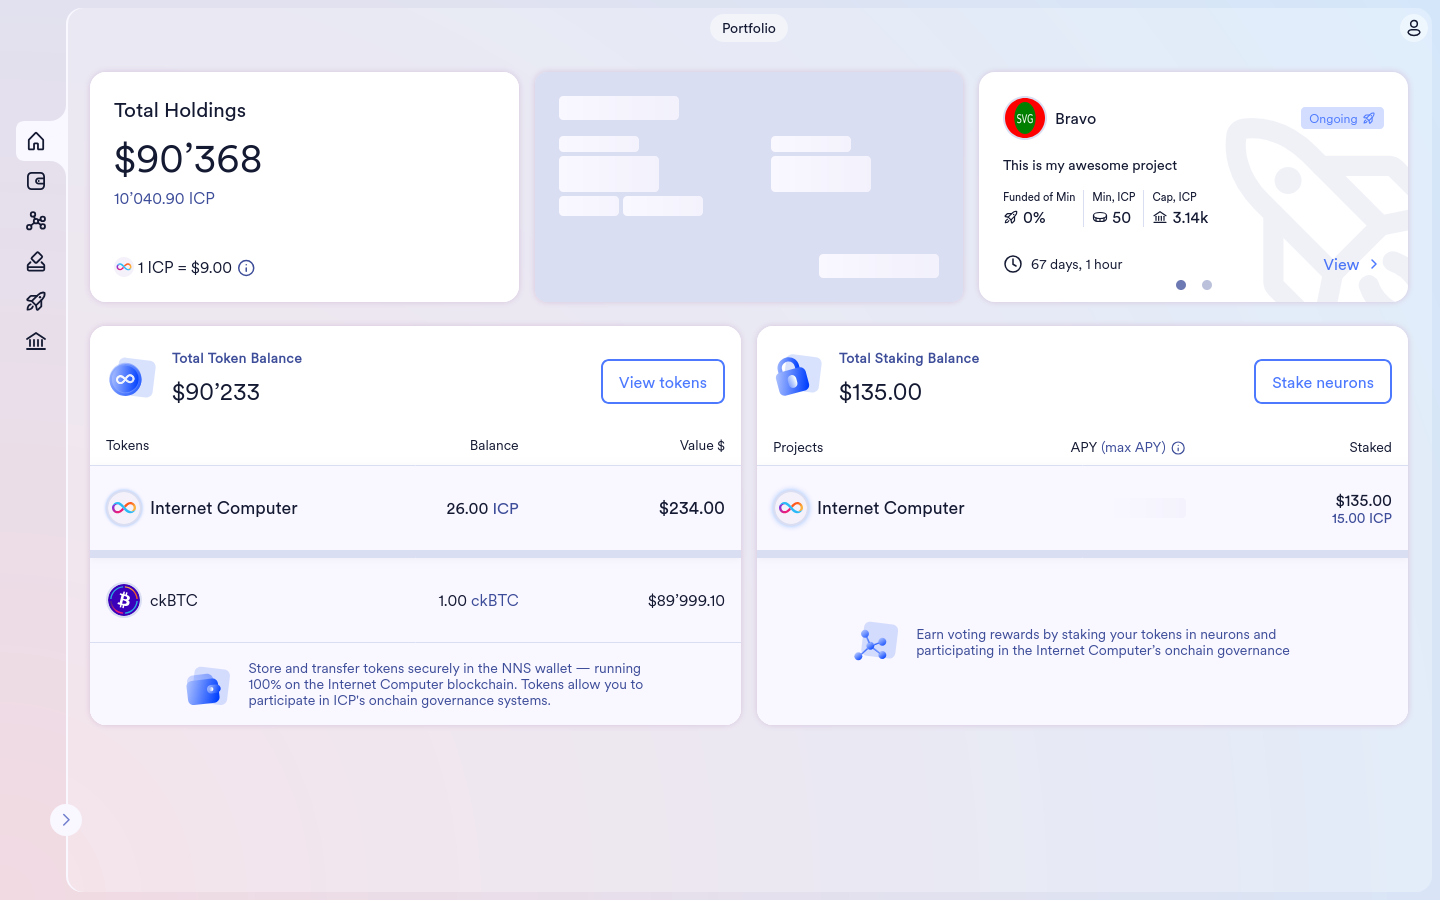 Portfolio
Total Holdings
$90’368
10’040.90 ICP
1 ICP = $9.00
SVG
Bravo
Ongoing
This is my awesome project
Funded of Min
0%
Min, ICP
50
Cap, ICP
3.14k
67 days, 1 hour
View
Total Token Balance
$90’233
View tokens
Tokens Balance Value $
Internet Computer 26.00 ICP $234.00
ckBTC 1.00 ckBTC $89’999.10
Store and transfer tokens securely in the NNS wallet — running
100% on the Internet Computer blockchain. Tokens allow you to
participate in ICP's onchain governance systems.
Total Staking Balance
$135.00
Stake neurons
Projects APY (max APY) Staked
Internet Computer $135.00
15.00 ICP
Earn voting rewards by staking your tokens in neurons and
participating in the Internet Computer’s onchain governance